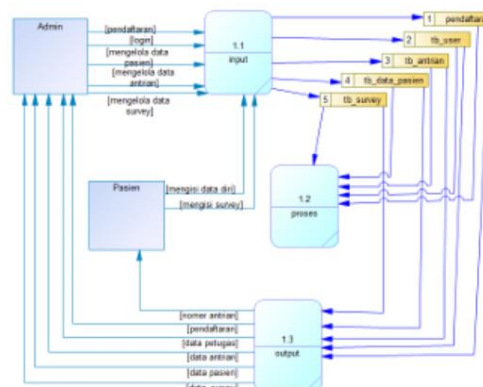 Admin
[pendaftaran]
[login]
[mengelola data
pasien]
[mengelola data
antrian]
[mengelola data
survey]
1.1
input
1 pendaftara
2 tb_user
3 tb_antrian
4 tb_data_pasien
5 tb_survey
Pasien
[mengisi data diri]
[mengisi survey]
1.2
proses
[nomer antrian]
[pendaftaran]
[data petugas]
[data antrian]
[data pasien]
1.3
output